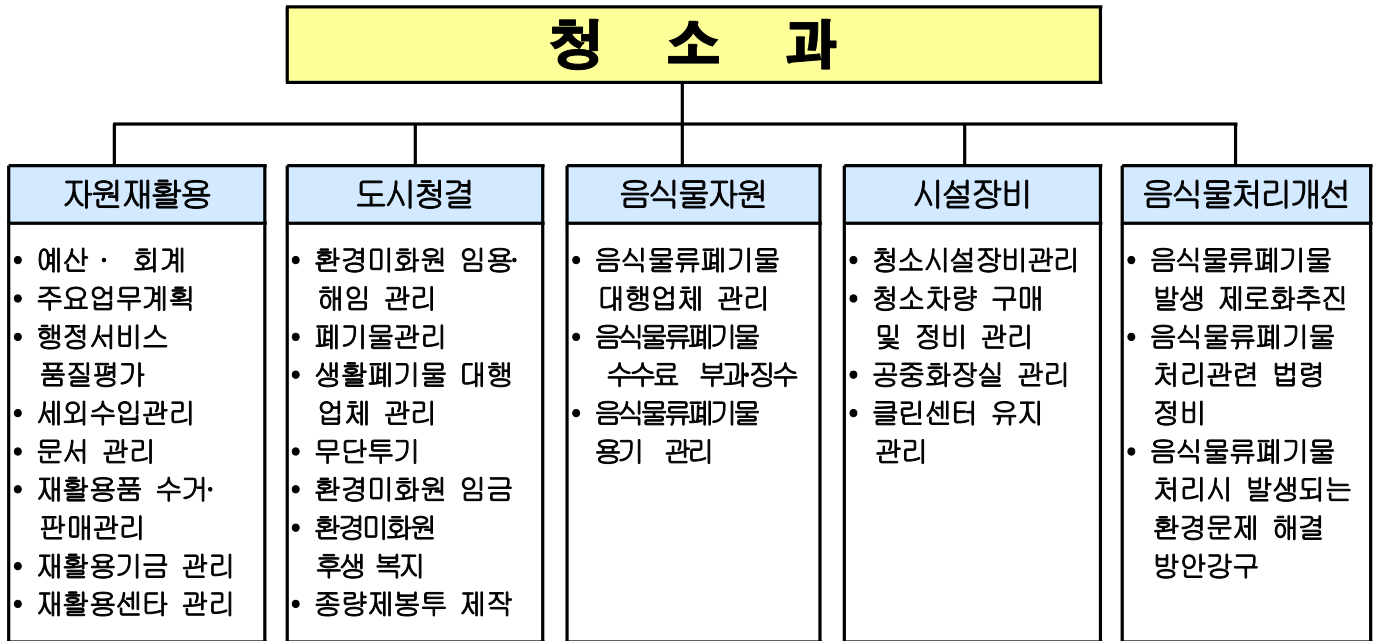 청 소 과
자원재활용
• 예산 · 회계
• 주요업무계획
• 행정서비스
품질평가
• 세외수입관리
• 문서 관리
• 재활용품 수거·
판매관리
• 재활용기금 관리
• 재활용센타 관리
도시청결
• 환경미화원 임용·
해임 관리
• 폐기물관리
• 생활폐기물 대행
업체 관리
• 무단투기
• 환경미화원 임금
• 환경미화원
후생 복지
• 종량제봉투 제작
음식물자원
• 음식물류폐기물
대행업체 관리
• 음식물류폐기물
수수료 부과·징수
• 음식물류폐기물
용기 관리
시설장비
• 청소시설장비관리
• 청소차량 구매
및 정비 관리
• 공중화장실 관리
• 클린센터 유지
관리
음식물처리개선
• 음식물류폐기물
발생 제로화추진
• 음식물류폐기물
처리관련 법령
정비
• 음식물류폐기물
처리시 발생되는
환경문제 해결
방안강구